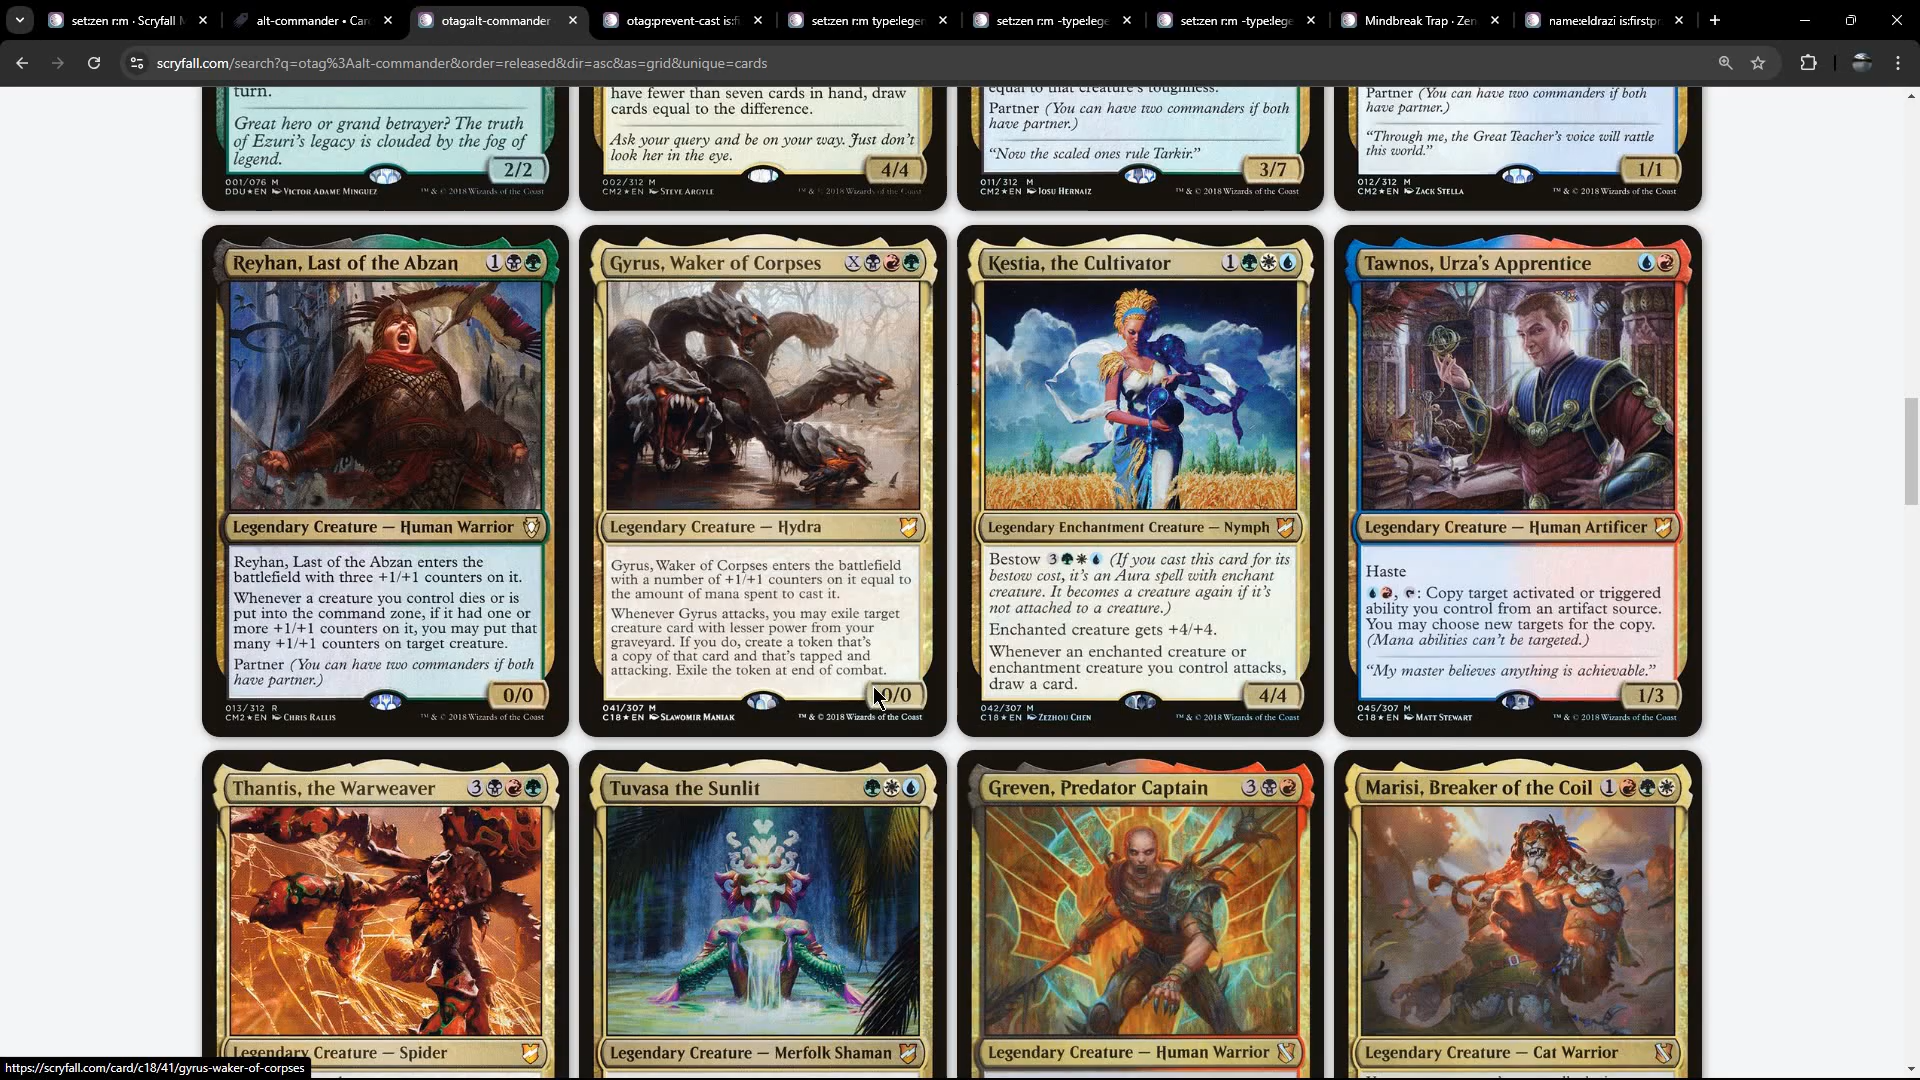 setzen r:m · Scryfall M
alt-commander • Car
otag:alt-commander
otag:prevent-cast is:fi
setzen r:m type:leger
setzen r:m -type:lege
setzen r:m -type:lege
Mindbreak Trap · Zen
name:eldrazi is:firstpr
scryfall.com/search?q=otag%3Aalt-commander&order=released&dir=asc&as=grid&unique=cards
turn.
Great hero or grand betrayer? The truth
of Ezuri's legacy is clouded by the fog of
legend.
2/2
001/076 M
DDU★EN VICTOR ADAME MINGUEZ
™ & © 2018 Wizards of the Coast
have fewer than seven cards in hand, draw
cards equal to the difference.
Ask your query and be on your way. Just don't
look her in the eye.
4/4
002/312 M
CM2★EN STEVE ARGYLE
™ & © 2018 Wizards of the Coast
equal to that creature's toughness.
Partner (You can have two commanders if both
have partner.)
“Now the scaled ones rule Tarkir.”
3/7
011/312 M
CM2★EN JOSU HERNAIZ
™ & © 2018 Wizards of the Coast
Partner (You can have two commanders if both
have partner.)
“Through me, the Great Teacher's voice will rattle
this world.”
1/1
012/312 M
CM2★EN ZACK STELLA
™ & © 2018 Wizards of the Coast
Reyhan, Last of the Abzan 1
Legendary Creature — Human Warrior
Reyhan, Last of the Abzan enters the
battlefield with three +1/+1 counters on it.
Whenever a creature you control dies or is
put into the command zone, if it had one or
more +1/+1 counters on it, you may put that
many +1/+1 counters on target creature.
Partner (You can have two commanders if both
have partner.)
0/0
013/312 R
CM2★EN CHRIS RALLIS
™ & © 2018 Wizards of the Coast
Gyrus, Waker of Corpses X
Legendary Creature — Hydra
Gyrus, Waker of Corpses enters the battlefield
with a number of +1/+1 counters on it equal to
the amount of mana spent to cast it.
Whenever Gyrus attacks, you may exile target
creature card with lesser power from your
graveyard. If you do, create a token that's
a copy of that card and that's tapped and
attacking. Exile the token at end of combat.
0/0
041/307 M
C18★EN SLAWOMIR MANIAK
™ & © 2018 Wizards of the Coast
Kestia, the Cultivator 1
Legendary Enchantment Creature — Nymph
Bestow 3 (If you cast this card for its
bestow cost, it's an Aura spell with enchant
creature. It becomes a creature again if it's
not attached to a creature.)
Enchanted creature gets +4/+4.
Whenever an enchanted creature or
enchantment creature you control attacks,
draw a card.
4/4
042/307 M
C18★EN ZEZHOU CHEN
™ & © 2018 Wizards of the Coast
Tawnos, Urza's Apprentice
Legendary Creature — Human Artificer
Haste
, : Copy target activated or triggered
ability you control from an artifact source.
You may choose new targets for the copy.
(Mana abilities can't be targeted.)
“My master believes anything is achievable.”
1/3
045/307 M
C18★EN MATT STEWART
™ & © 2018 Wizards of the Coast
Thantis, the Warweaver 3
Legendary Creature — Spider
Tuvasa the Sunlit
Legendary Creature — Merfolk Shaman
Greven, Predator Captain 3
Legendary Creature — Human Warrior
Marisi, Breaker of the Coil 1
Legendary Creature — Cat Warrior
https://scryfall.com/card/c18/41/gyrus-waker-of-corpses